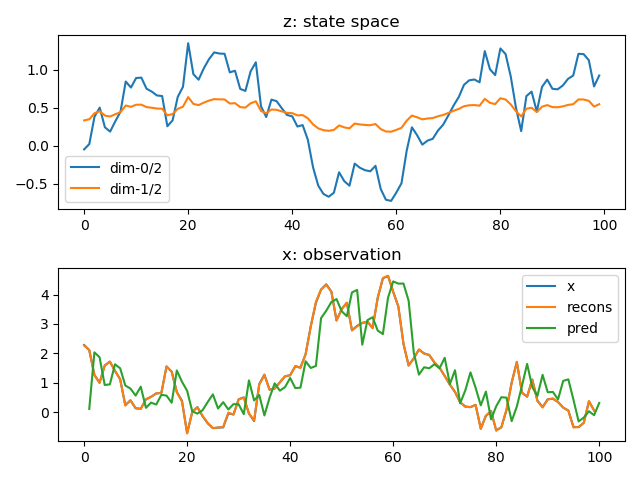 z: state space
1.0
0.5
0.0
−0.5
dim-0/2
dim-1/2
0 20 40 60 80 100
x: observation
4
3
2
1
0
x
recons
pred
0 20 40 60 80 100